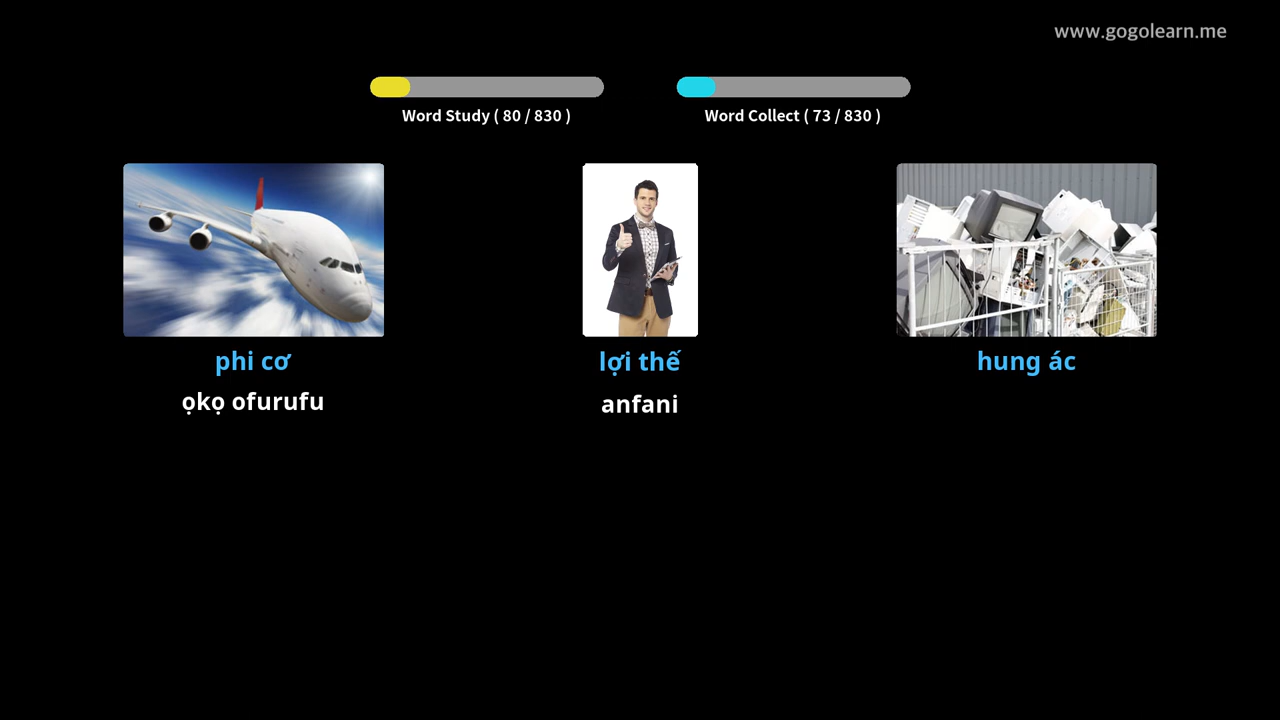 www.gogolearn.me
Word Study ( 80 / 830 )
Word Collect ( 73 / 830 )
phi cơ
lợi thế
hung ác
ọkọ ofurufu
anfani